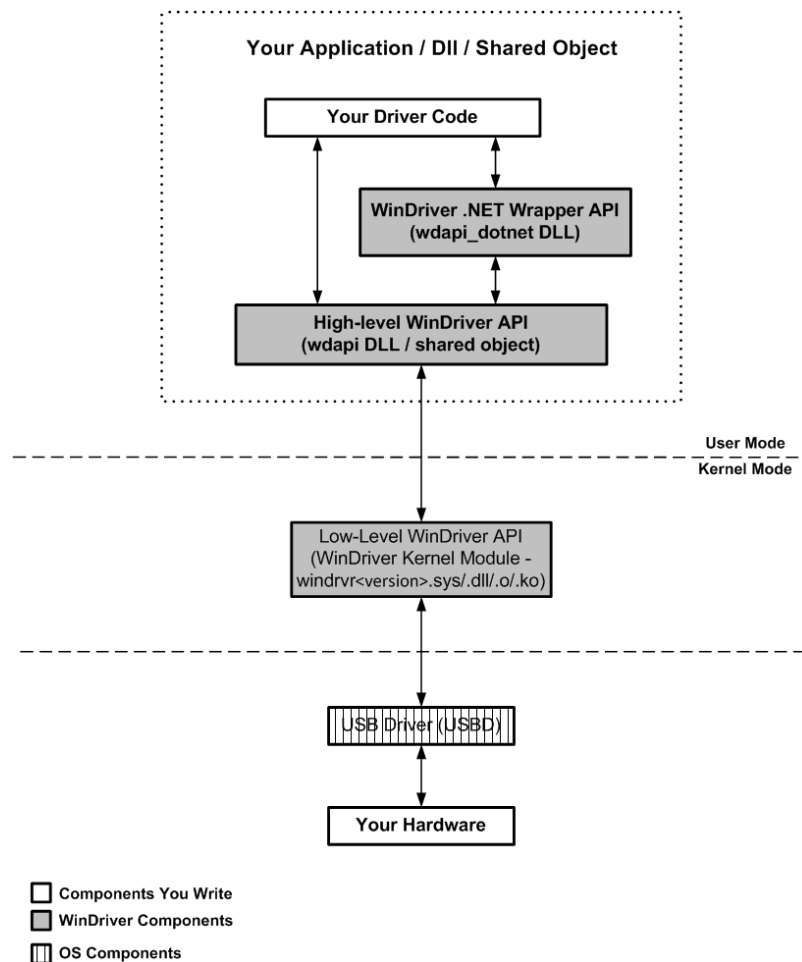 Your Application / Dll / Shared Object
Your Driver Code
WinDriver .NET Wrapper API
(wdapi_dotnet DLL)
High-level WinDriver API
(wdapi DLL / shared object)
User Mode
Kernel Mode
Low-Level WinDriver API
(WinDriver Kernel Module -
windrvr<version>.sys/.dll/.o/.ko)
USB Driver (USBD)
Your Hardware
Components You Write
WinDriver Components
OS Components